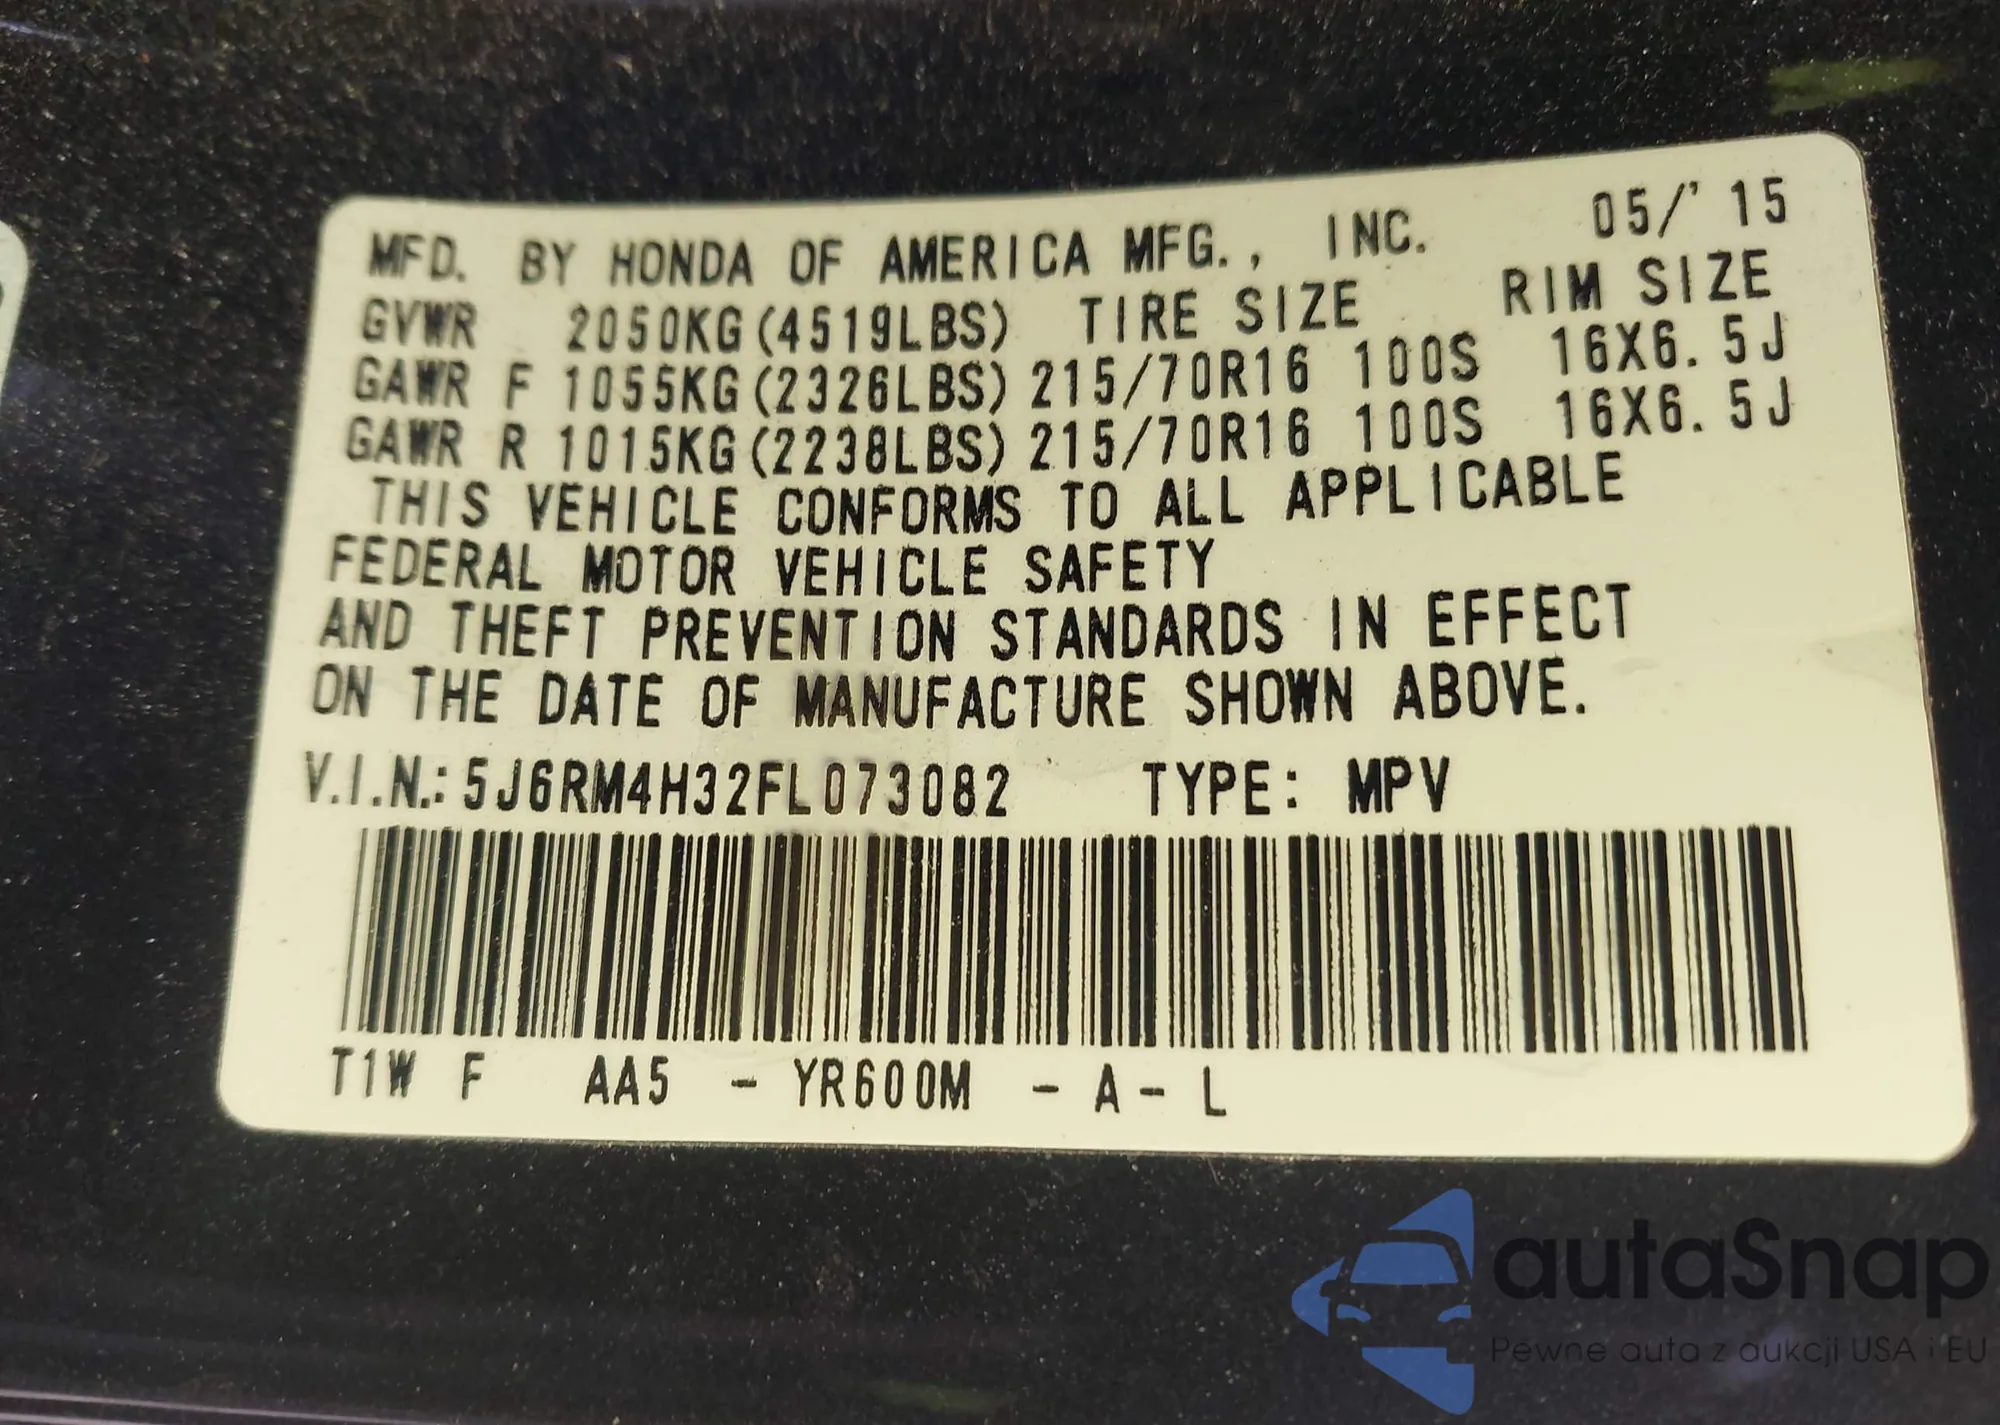 MFD. BY HONDA OF AMERICA MFG., INC. 05/'15
GVWR 2050KG(4519LBS) TIRE SIZE RIM SIZE
GAWR F 1055KG(2326LBS) 215/70R16 100S 16X6.5J
GAWR R 1015KG(2238LBS) 215/70R16 100S 16X6.5J
THIS VEHICLE CONFORMS TO ALL APPLICABLE
FEDERAL MOTOR VEHICLE SAFETY
AND THEFT PREVENTION STANDARDS IN EFFECT
ON THE DATE OF MANUFACTURE SHOWN ABOVE.
V.I.N.: 5J6RM4H32FL073082 TYPE: MPV
T1W F AA5 - YR600M - A - L
autaSnap
Pewne auta z aukcji USA i EU